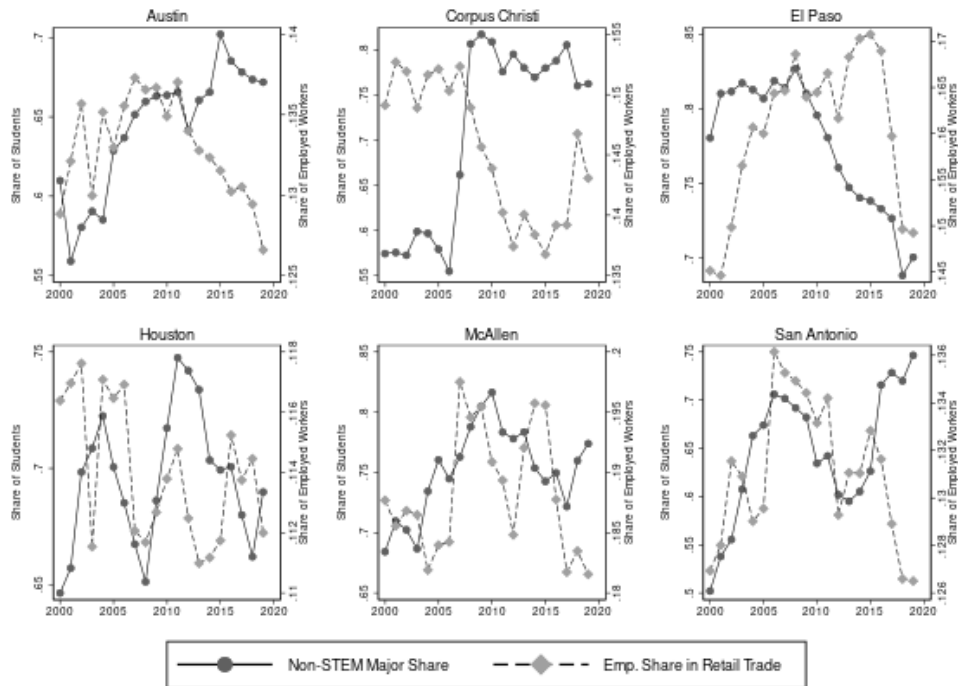 Austin
Share of Students
.55 .6 .65 .7
Share of Employed Workers
.125 .13 .135 .14
2000 2005 2010 2015 2020
Corpus Christi
Share of Students
.55 .6 .65 .7 .75 .8
Share of Employed Workers
.135 .14 .145 .15 .155
2000 2005 2010 2015 2020
El Paso
Share of Students
.7 .75 .8 .85
Share of Employed Workers
.145 .15 .155 .16 .165 .17
2000 2005 2010 2015 2020
Houston
Share of Students
.65 .7 .75
Share of Employed Workers
.11 .112 .114 .116 .118
2000 2005 2010 2015 2020
McAllen
Share of Students
.65 .7 .75 .8 .85
Share of Employed Workers
.18 .185 .19 .195 .2
2000 2005 2010 2015 2020
San Antonio
Share of Students
.5 .55 .6 .65 .7 .75
Share of Employed Workers
.126 .128 .13 .132 .134 .136
2000 2005 2010 2015 2020
Non-STEM Major Share
Emp. Share in Retail Trade